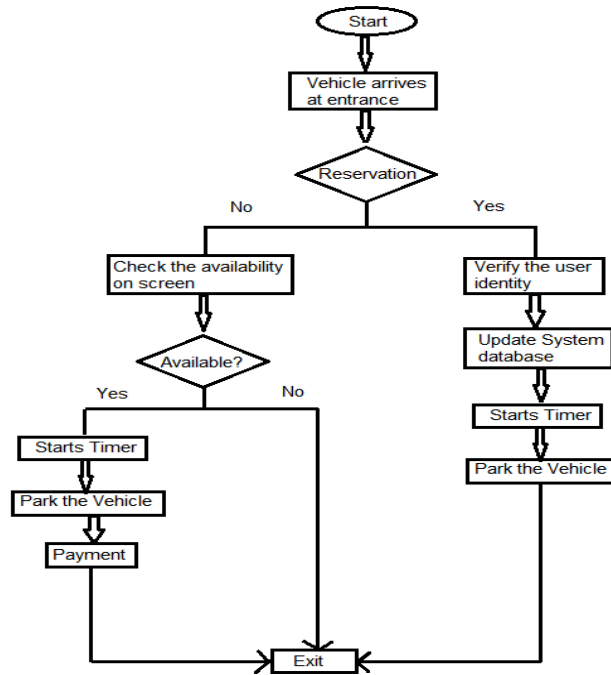 Start
Vehicle arrives
at entrance
Reservation
No
Yes
Check the availability
on screen
Verify the user
identity
Update System
database
Available?
Yes
No
Starts Timer
Starts Timer
Park the Vehicle
Park the Vehicle
Payment
Exit